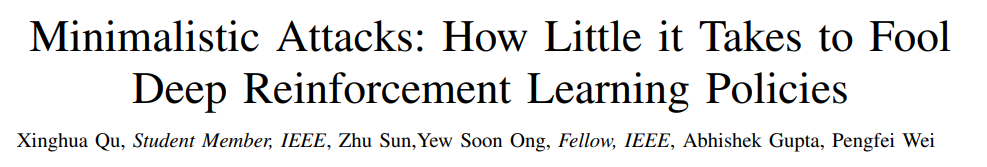 Minimalistic Attacks: How Little it Takes to Fool
Deep Reinforcement Learning Policies
Xinghua Qu, Student Member, IEEE, Zhu Sun,Yew Soon Ong, Fellow, IEEE, Abhishek Gupta, Pengfei Wei